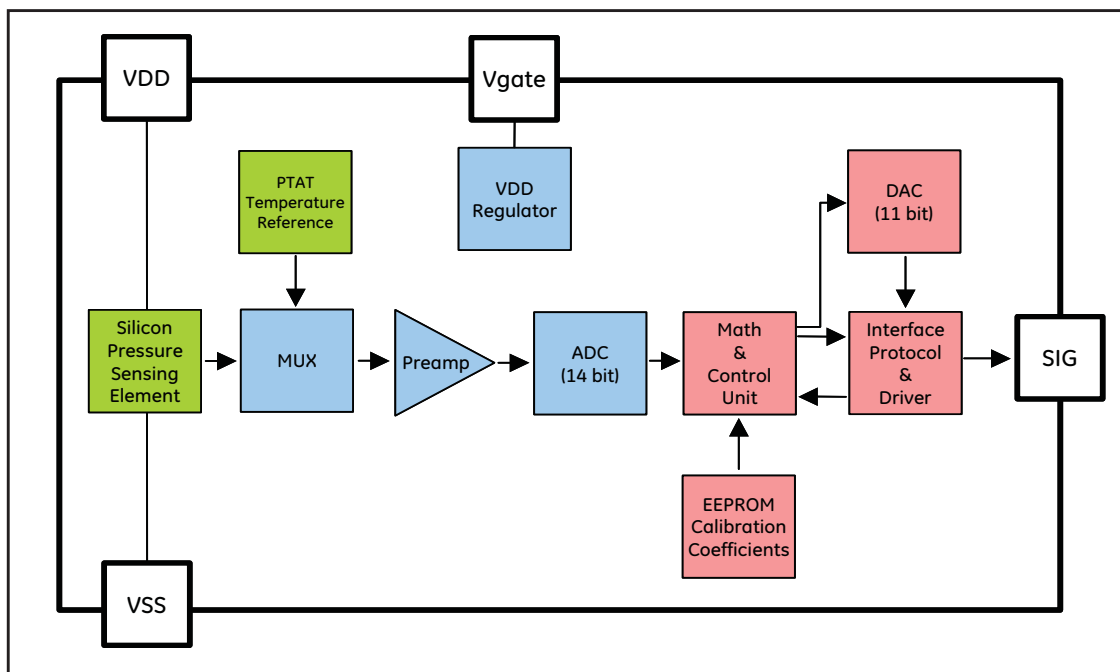 VDD
Vgate
PTAT
Temperature
Reference
VDD
Regulator
DAC
(11 bit)
Silicon
Pressure
Sensing
Element
MUX
Preamp
ADC
(14 bit)
Math
&
Control
Unit
Interface
Protocol
&
Driver
SIG
EEPROM
Calibration
Coefficients
VSS